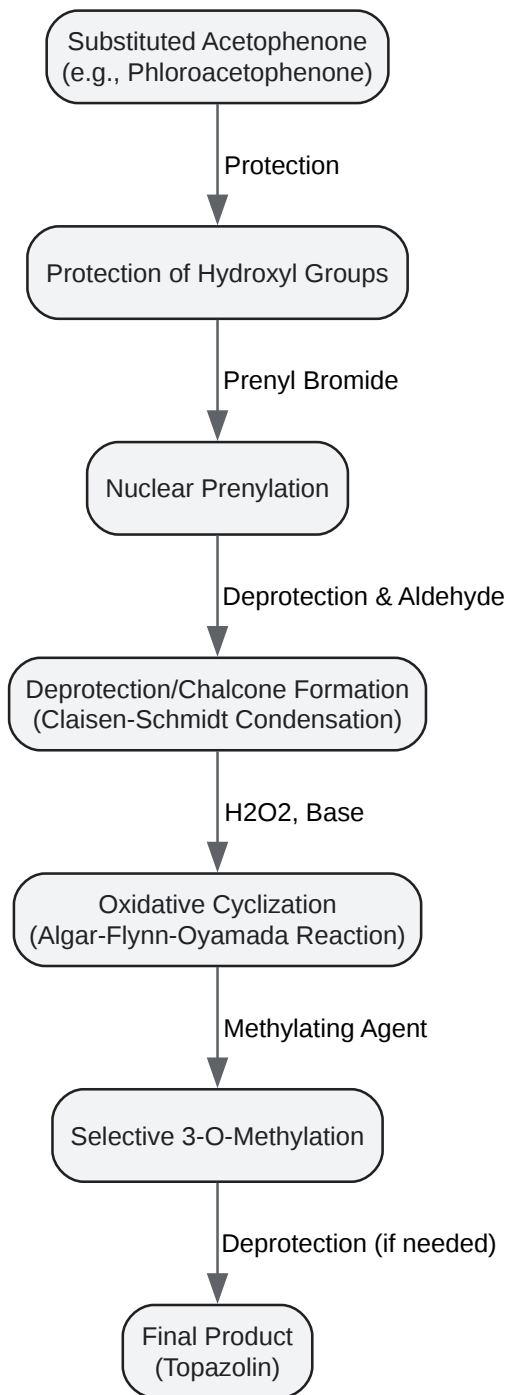 Substituted Acetophenone
(e.g., Phloroacetophenone)
Protection
Protection of Hydroxyl Groups
Prenyl Bromide
Nuclear Prenylation
Deprotection & Aldehyde
Deprotection/Chalcone Formation
(Claisen-Schmidt Condensation)
H2O2, Base
Oxidative Cyclization
(Algar-Flynn-Oyamada Reaction)
Methylating Agent
Selective 3-O-Methylation
Deprotection (if needed)
Final Product
(Topazolin)